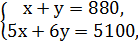 x + y = 880,
5x + 6y = 5100,